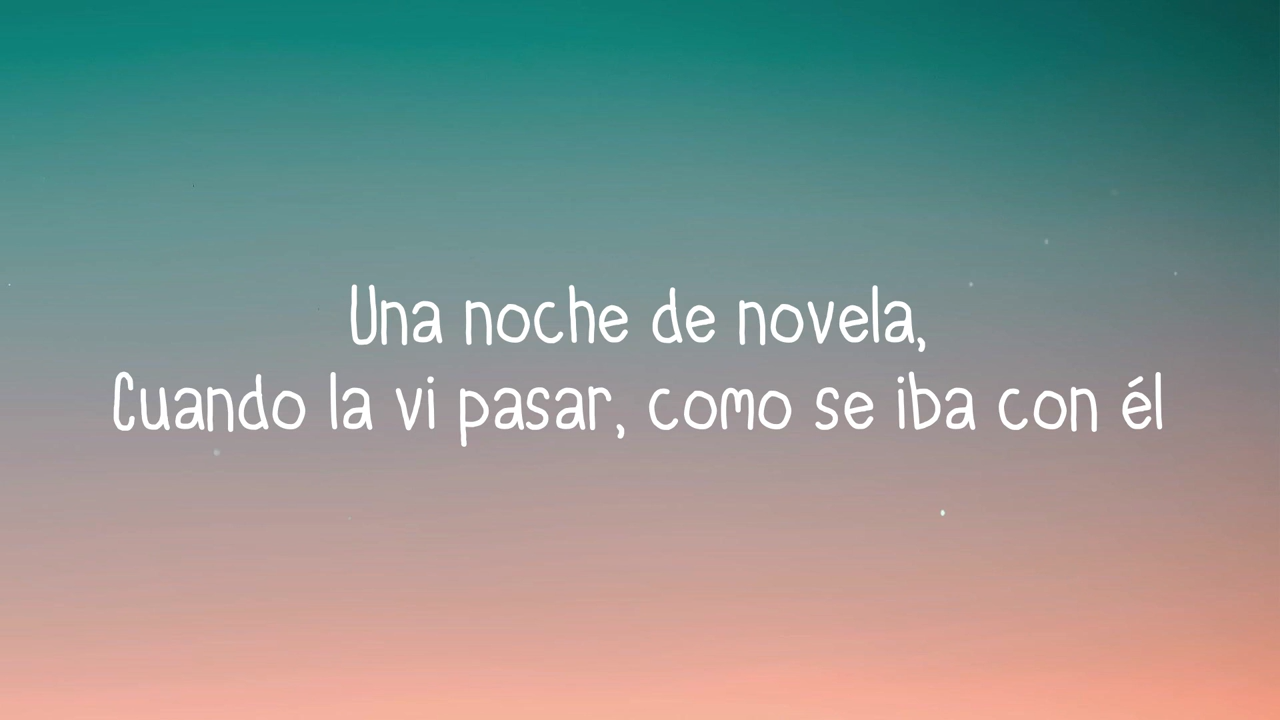 Una noche de novela,
Cuando la vi pasar, como se iba con él